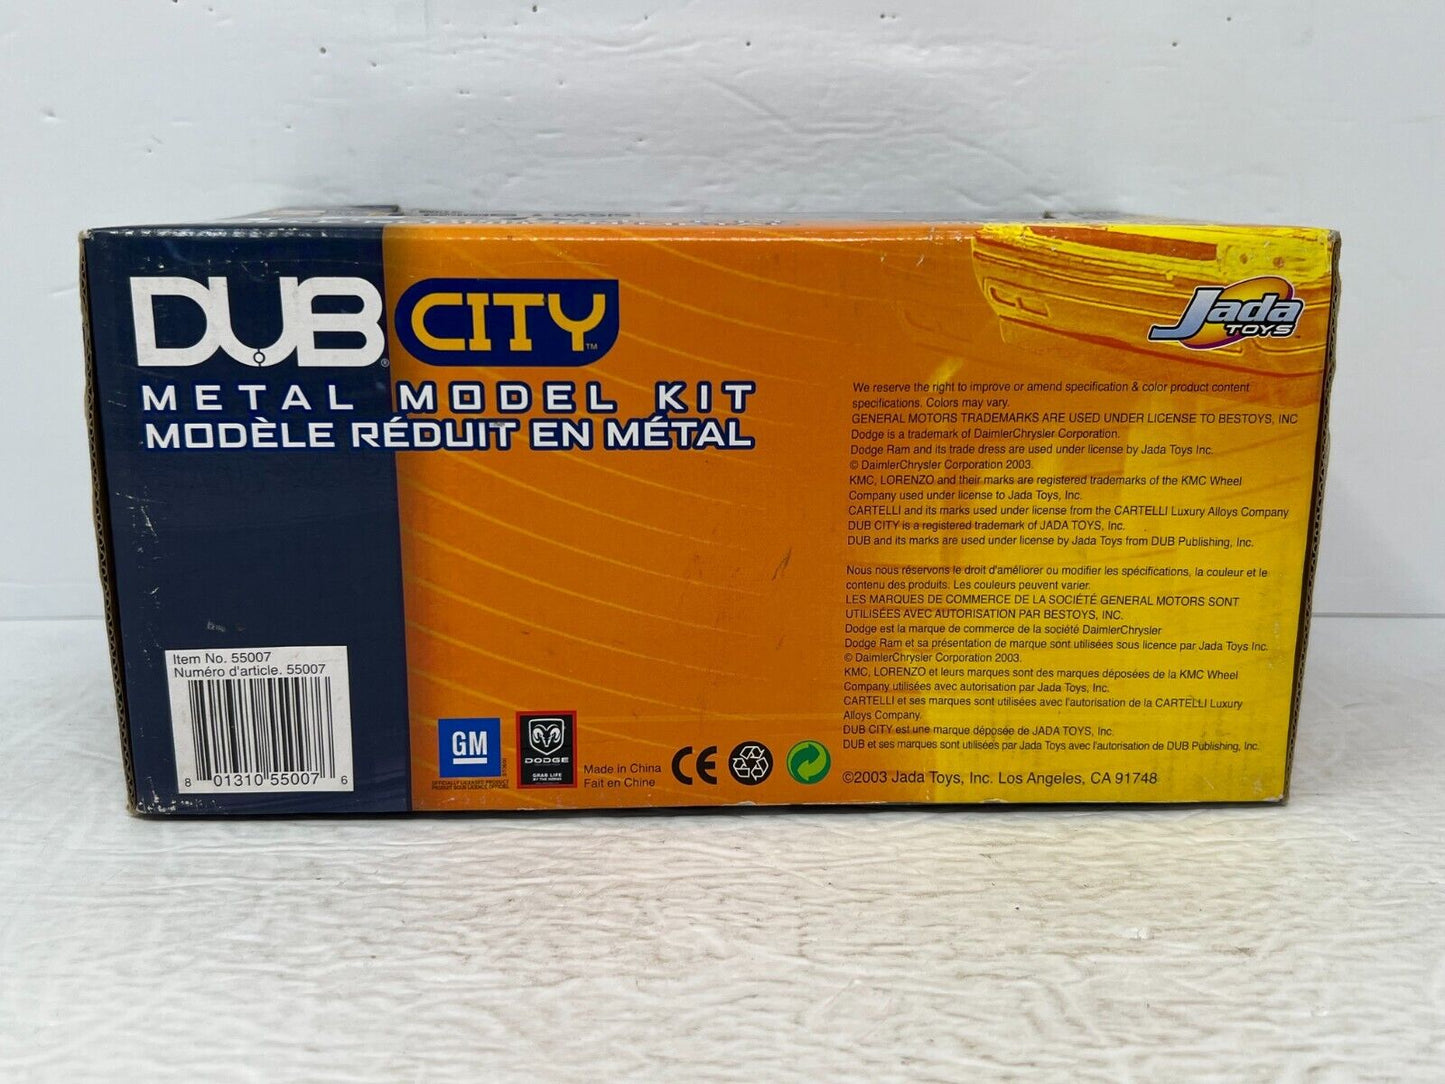 DUB® CITY™
METAL MODEL KIT
MODÈLE RÉDUIT EN MÉTAL
Jada
TOYS
We reserve the right to improve or amend specification & color product content
specifications. Colors may vary.
GENERAL MOTORS TRADEMARKS ARE USED UNDER LICENSE TO BESTOYS, INC
Dodge is a trademark of DaimlerChrysler Corporation.
Dodge Ram and its trade dress are used under license by Jada Toys Inc.
© DaimlerChrysler Corporation 2003.
KMC, LORENZO and their marks are registered trademarks of the KMC Wheel
Company used under license to Jada Toys, Inc.
CARTELLI and its marks used under license from the CARTELLI Luxury Alloys Company
DUB CITY is a registered trademark of JADA TOYS, Inc.
DUB and its marks are used under license by Jada Toys from DUB Publishing, Inc.
Nous nous réservons le droit d'améliorer ou modifier les spécifications, la couleur et le
contenu des produits. Les couleurs peuvent varier.
LES MARQUES DE COMMERCE DE LA SOCIÉTÉ GENERAL MOTORS SONT
UTILISÉES AVEC AUTORISATION PAR BESTOYS, INC.
Dodge est la marque de commerce de la société DaimlerChrysler
Dodge Ram et sa présentation de marque sont utilisées sous licence par Jada Toys Inc.
© DaimlerChrysler Corporation 2003.
KMC, LORENZO et leurs marques sont des marques déposées de la KMC Wheel
Company utilisées avec autorisation par Jada Toys, Inc.
CARTELLI et ses marques sont utilisées avec l'autorisation de la CARTELLI Luxury
Alloys Company.
DUB CITY est une marque déposée de JADA TOYS, Inc.
DUB et ses marques sont utilisées par Jada Toys avec l'autorisation de DUB Publishing, Inc.
©2003 Jada Toys, Inc. Los Angeles, CA 91748
Item No. 55007
Numéro d'article. 55007
8 01310 55007 6
GM
OFFICIALLY LICENSED PRODUCT
PRODUIT SOUS LICENCE OFFICIEL
DODGE
GRAB LIFE
BY THE HORNS
Made in China
Fait en Chine
CE